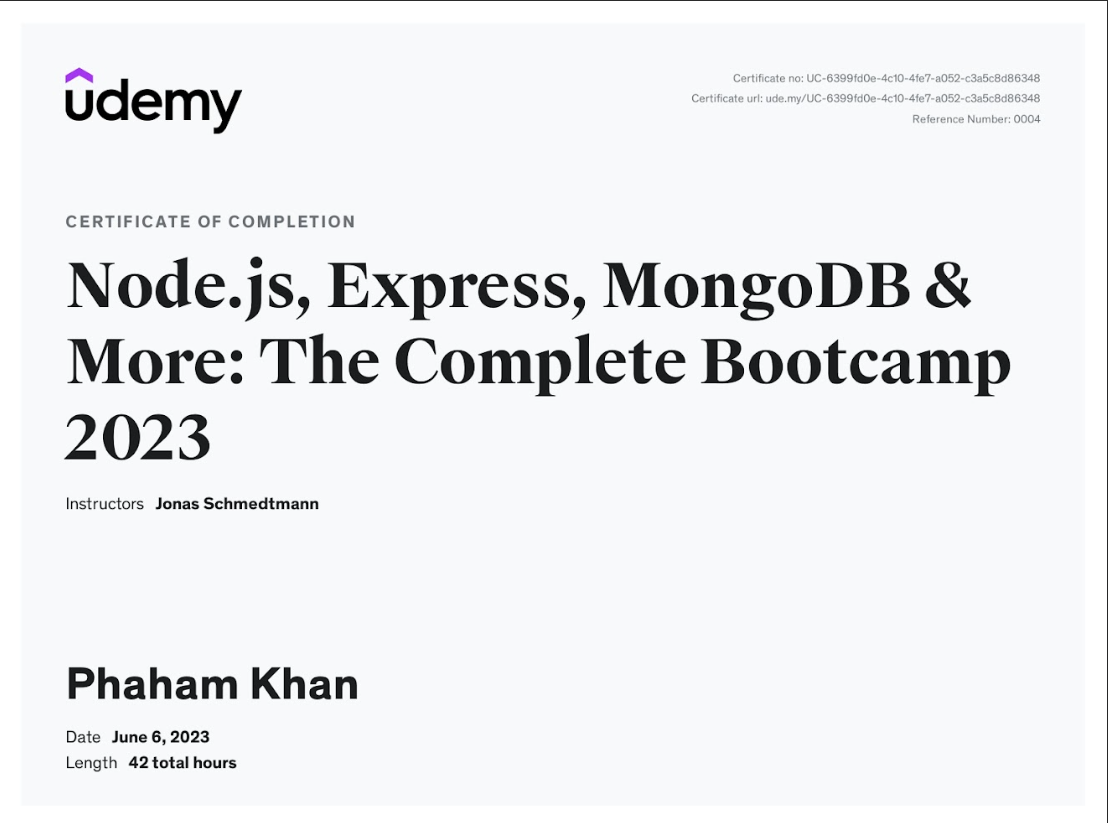 udemy
Certificate no: UC-6399fd0e-4c10-4fe7-a052-c3a5c8d86348
Certificate url: ude.my/UC-6399fd0e-4c10-4fe7-a052-c3a5c8d86348
Reference Number: 0004
CERTIFICATE OF COMPLETION
Node.js, Express, MongoDB &
More: The Complete Bootcamp
2023
Instructors Jonas Schmedtmann
Phaham Khan
Date June 6, 2023
Length 42 total hours